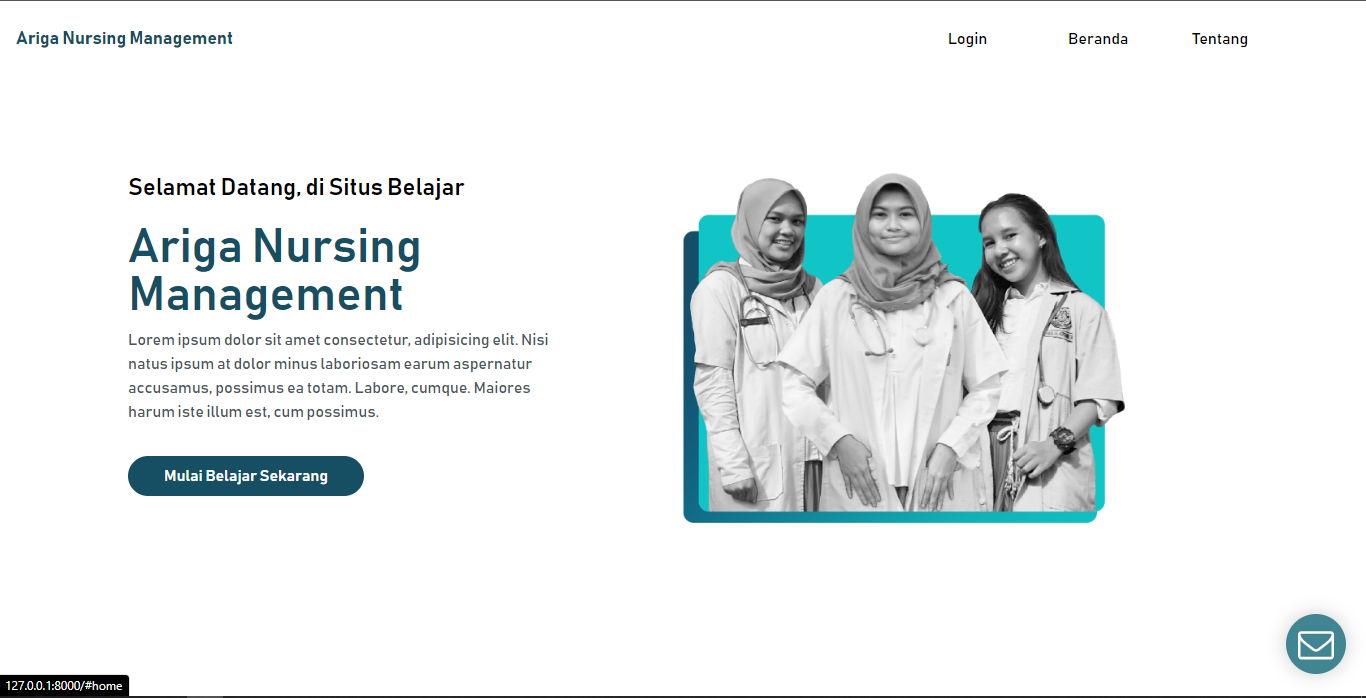 Ariga Nursing Management
Login
Beranda
Tentang
Selamat Datang, di Situs Belajar
Ariga Nursing
Management
Lorem ipsum dolor sit amet consectetur, adipisicing elit. Nisi
natus ipsum at dolor minus laboriosam earum aspernatur
accusamus, possimus ea totam. Labore, cumque. Maiores
harum iste illum est, cum possimus.
Mulai Belajar Sekarang
127.0.0.1:8000/#home